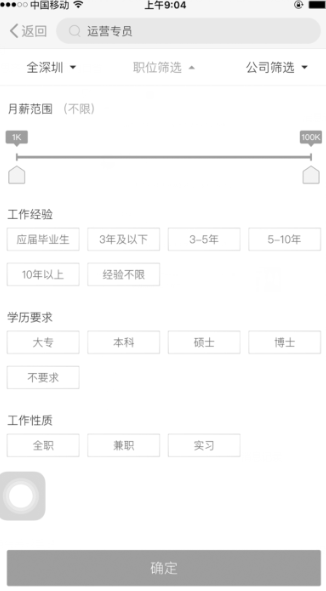 中国移动 上午9:04
返回 运营专员
全深圳 职位筛选 公司筛选
月薪范围 （不限）
1K 100K
工作经验
应届毕业生 3年及以下 3-5年 5-10年
10年以上 经验不限
学历要求
大专 本科 硕士 博士
不要求
工作性质
全职 兼职 实习
确定